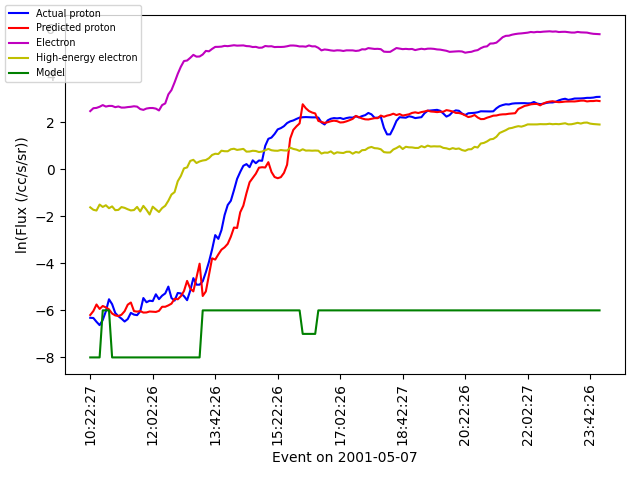 Actual proton
Predicted proton
Electron
High-energy electron
Model
2
0
−2
−4
−6
−8
ln(Flux (/cc/s/sr))
10:22:27
12:02:26
13:42:26
15:22:26
17:02:26
18:42:27
20:22:26
22:02:27
23:42:26
Event on 2001-05-07